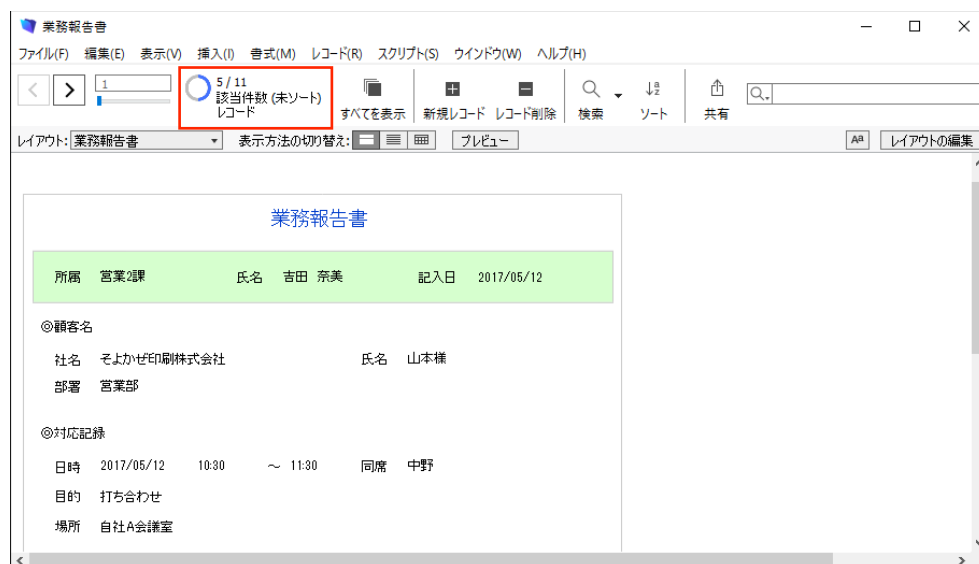 業務報告書
ファイル(F) 編集(E) 表示(V) 挿入(I) 書式(M) レコード(R) スクリプト(S) ウインドウ(W) ヘルプ(H)
1
5 / 11
該当件数 (未ソート)
レコード
すべてを表示 新規レコード レコード削除 検索 ソート 共有
レイアウト: 業務報告書 表示方法の切り替え: プレビュー Aa レイアウトの編集
業務報告書
所属 営業2課 氏名 吉田 奈美 記入日 2017/05/12
◎顧客名
社名 そよかぜ印刷株式会社 氏名 山本様
部署 営業部
◎対応記録
日時 2017/05/12 10:30 ～ 11:30 同席 中野
目的 打ち合わせ
場所 自社A会議室